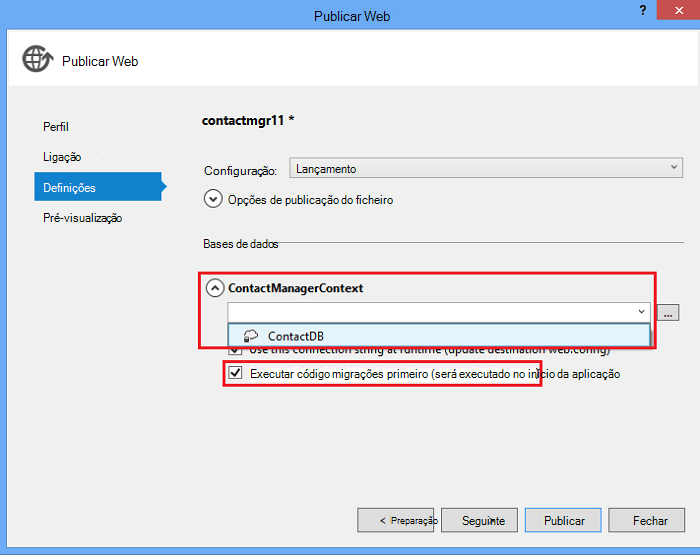 Publicar Web
?
Publicar Web
Perfil
Ligação
Definições
Pré-visualização
contactmgr11 *
Configuração:
Lançamento
Opções de publicação do ficheiro
Bases de dados
ContactManagerContext
...
ContactDB
Use this connection string at runtime (update destination web.config)
Executar código migrações primeiro (será executado no início da aplicação
< Preparação
Seguinte >
Publicar
Fechar